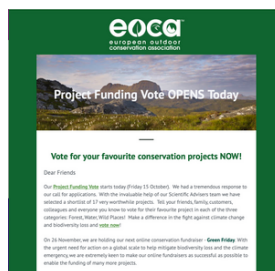 eoca
european outdoor
conservation association
Project Funding Vote OPENS Today
Vote for your favourite conservation projects NOW!
Dear Friends
Our Project Funding Vote starts today (Friday 15 October). We had a tremendous response to
our call for applications. With the invaluable help of our Scientific Advisers team we have
selected a shortlist of 17 very worthwhile projects. Tell your friends, family, customers,
colleagues and everyone you know to vote for their favourite project in each of the three
categories: Forest, Water, Wild Places! Make a difference in the fight against climate change
and biodiversity loss and vote now!
On 26 November, we are holding our next online conservation fundraiser - Green Friday. With
the urgent need for action on a global scale to help mitigate biodiversity loss and the climate
emergency, we are extremely keen to make our online fundraisers as successful as possible to
enable the funding of many more projects.